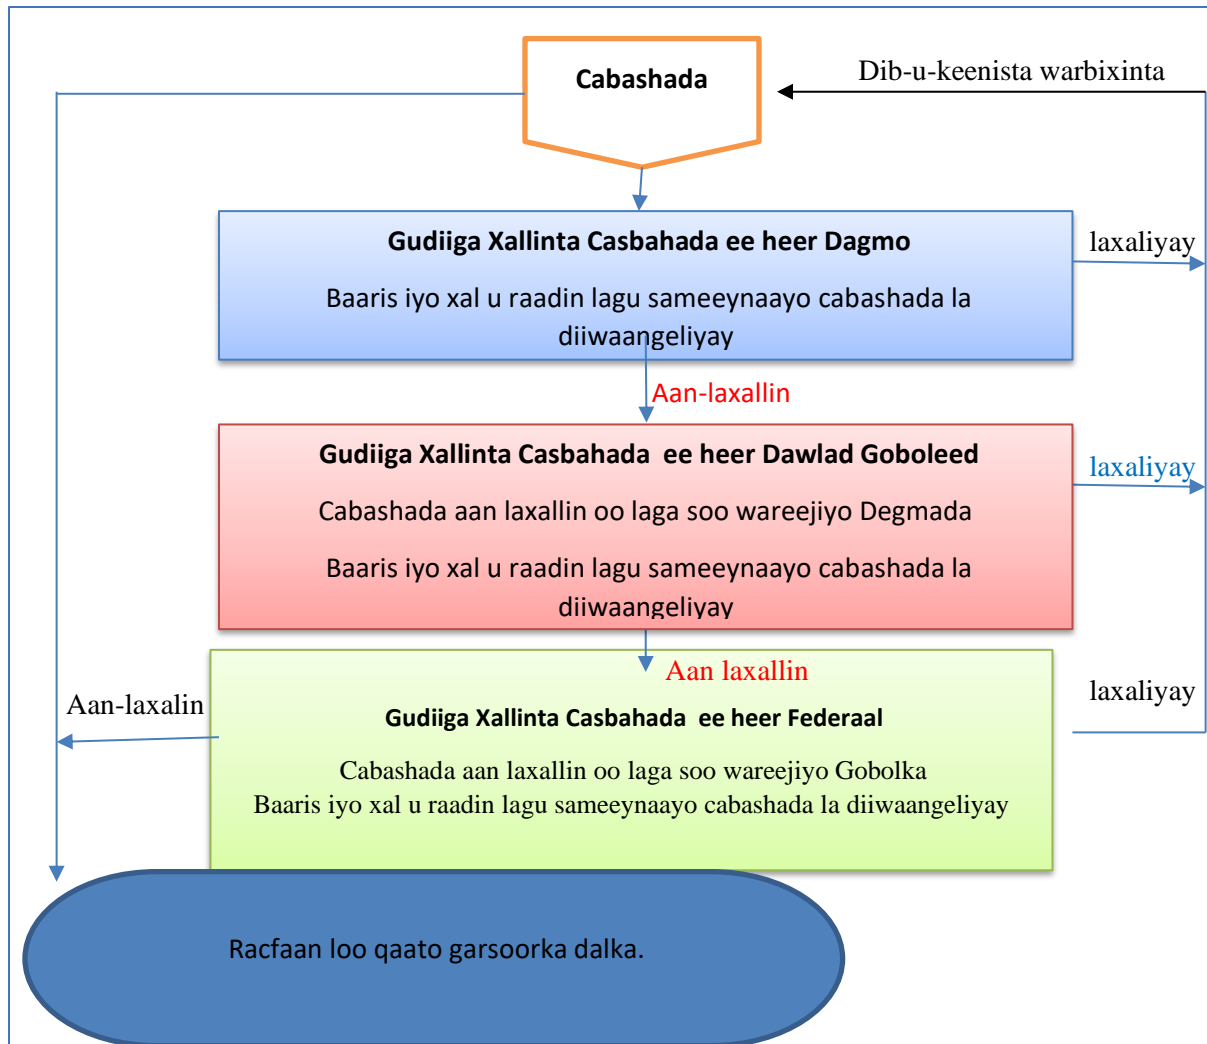 Cabashada
Dib-u-keenista warbixinta
Gudiiga Xallinta Casbahada ee heer Dagmo
laxaliyay
Baaris iyo xal u raadin lagu sameeynaayo cabashada la
diiwaangeliyay
Aan-laxallin
Gudiiga Xallinta Casbahada ee heer Dawlad Goboleed
laxaliyay
Cabashada aan laxallin oo laga soo wareejiyo Degmada
Baaris iyo xal u raadin lagu sameeynaayo cabashada la
diiwaangeliyay
Aan laxallin
Aan-laxalin
laxaliyay
Gudiiga Xallinta Casbahada ee heer Federaal
Cabashada aan laxallin oo laga soo wareejiyo Gobolka
Baaris iyo xal u raadin lagu sameeynaayo cabashada la diiwaangeliyay
Racfaan loo qaato garsoorka dalka.